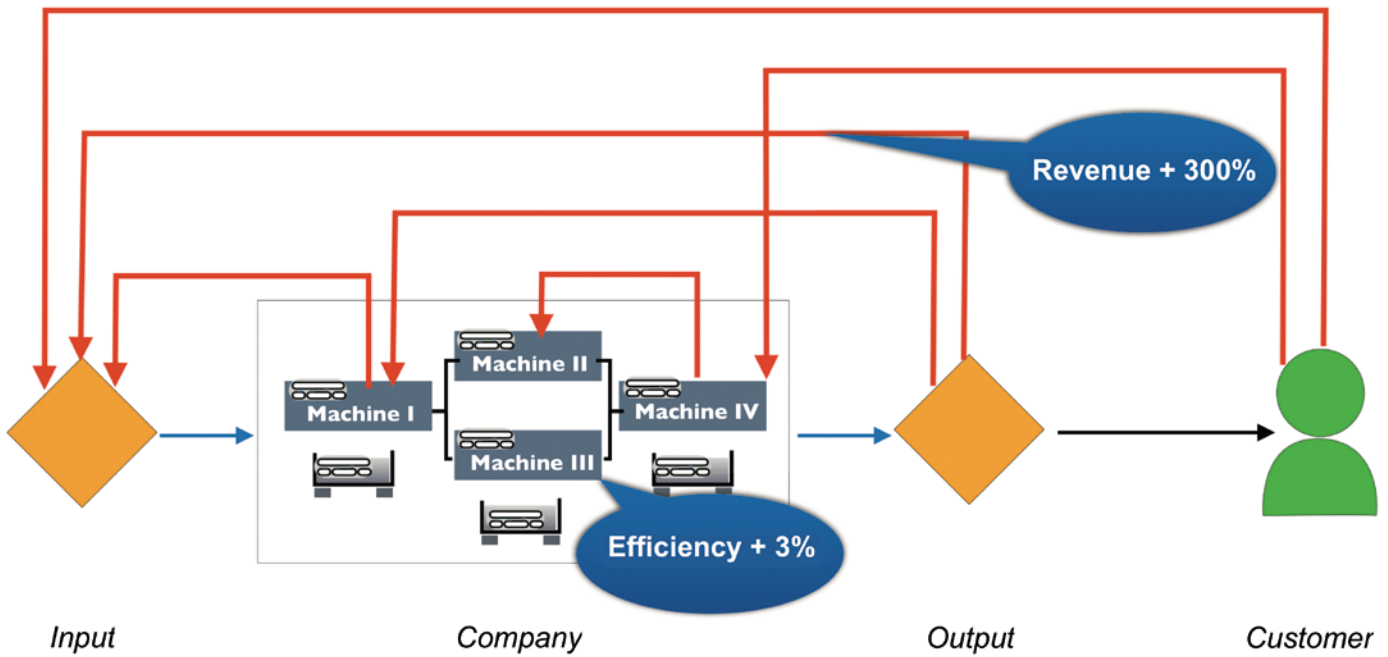 Revenue + 300%
Machine II
Machine I
Machine IV
Machine III
Efficiency + 3%
Input
Company
Output
Customer